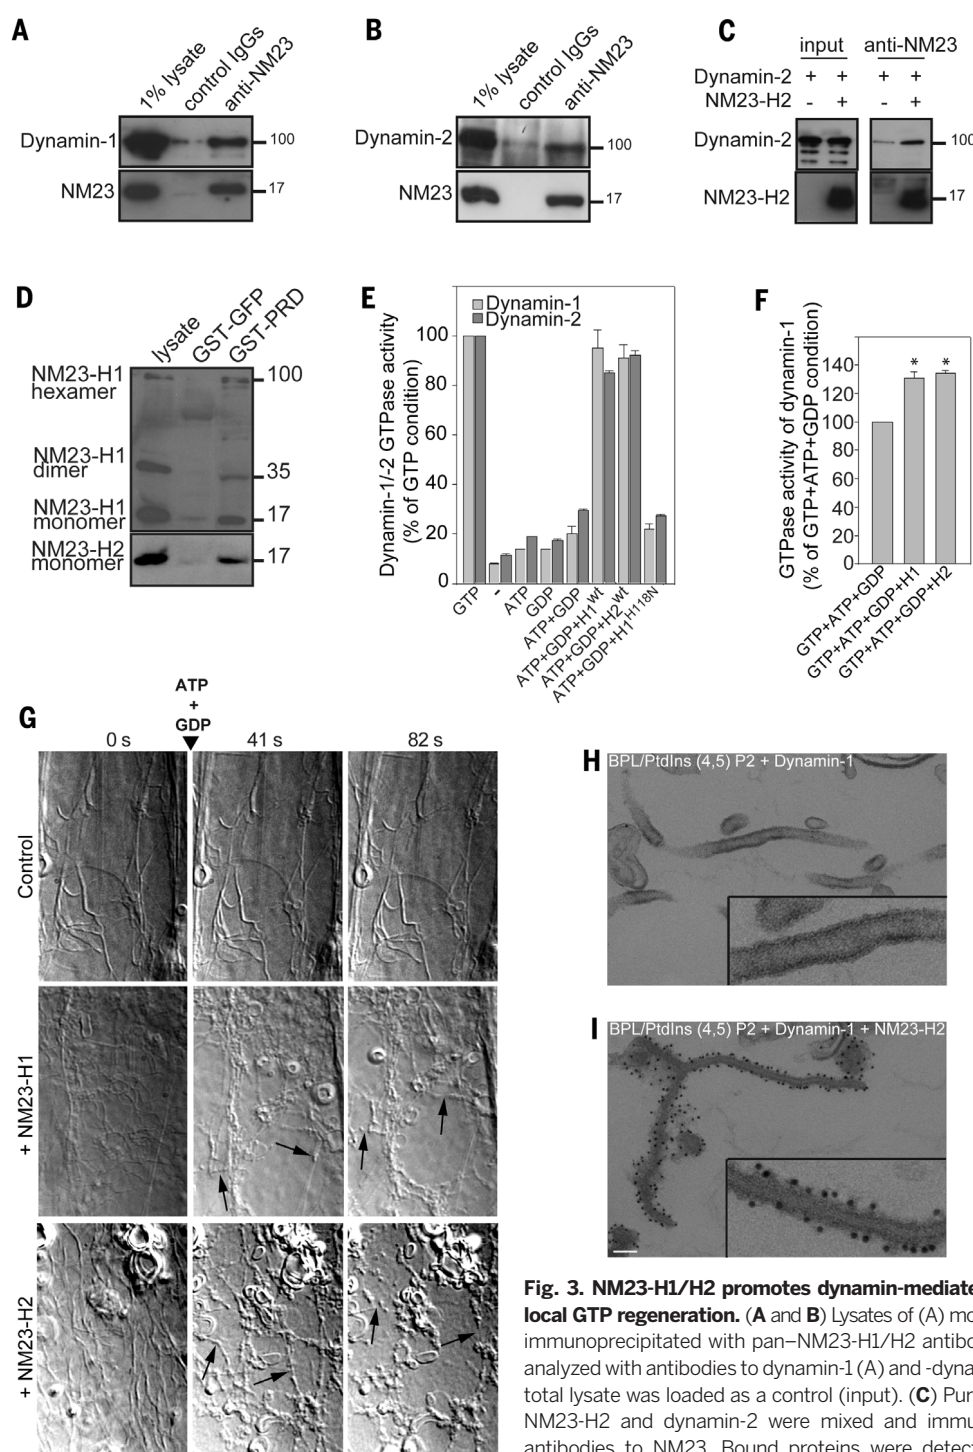 A
1% lysate
control IgGs
anti-NM23
Dynamin-1
100
NM23
17
B
1% lysate
control IgGs
anti-NM23
Dynamin-2
100
NM23
17
C
input anti-NM23
Dynamin-2 + + + +
NM23-H2 - + - +
Dynamin-2
100
NM23-H2
17
D
lysate
GST-GFP
GST-PRD
NM23-H1
hexamer
100
NM23-H1
dimer
35
NM23-H1
monomer
17
NM23-H2
monomer
17
E
Dynamin-1/-2 GTPase activity
(% of GTP condition)
Dynamin-1
Dynamin-2
100
80
60
40
20
0
GTP
-
ATP
GDP
ATP+GDP
ATP+GDP+H1wt
ATP+GDP+H2wt
ATP+GDP+H1H118N
F
GTPase activity of dynamin-1
(% of GTP+ATP+GDP condition)
* *
140
120
100
80
60
40
20
0
GTP+ATP+GDP
GTP+ATP+GDP+H1
GTP+ATP+GDP+H2
G
ATP
+
GDP
0 s 41 s 82 s
Control
+ NM23-H1
+ NM23-H2
H
BPL/PtdIns (4,5) P2 + Dynamin-1
I
BPL/PtdIns (4,5) P2 + Dynamin-1 + NM23-H2
Fig. 3. NM23-H1/H2 promotes dynamin-mediate
local GTP regeneration. (A and B) Lysates of (A) mo
immunoprecipitated with pan–NM23-H1/H2 antibo
analyzed with antibodies to dynamin-1 (A) and -dyna
total lysate was loaded as a control (input). (C) Pur
NM23-H2 and dynamin-2 were mixed and immu
antibodies to NM23. Bound proteins were detec